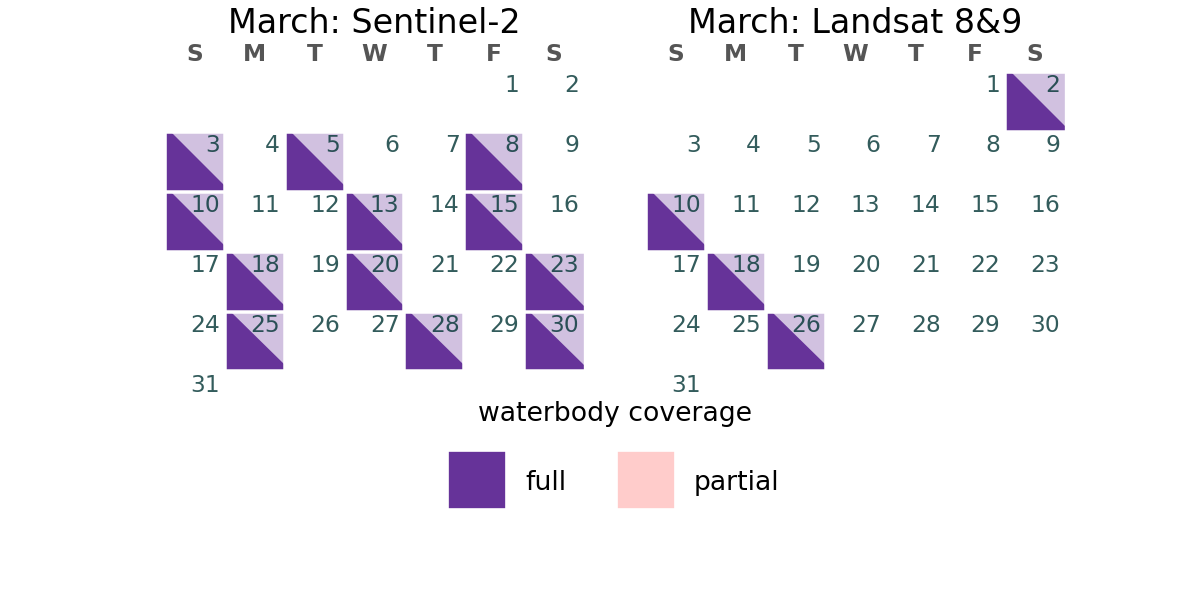 March: Sentinel-2
S M T W T F S
1 2
3 4 5 6 7 8 9
10 11 12 13 14 15 16
17 18 19 20 21 22 23
24 25 26 27 28 29 30
31
March: Landsat 8&9
S M T W T F S
1 2
3 4 5 6 7 8 9
10 11 12 13 14 15 16
17 18 19 20 21 22 23
24 25 26 27 28 29 30
31
waterbody coverage
full partial